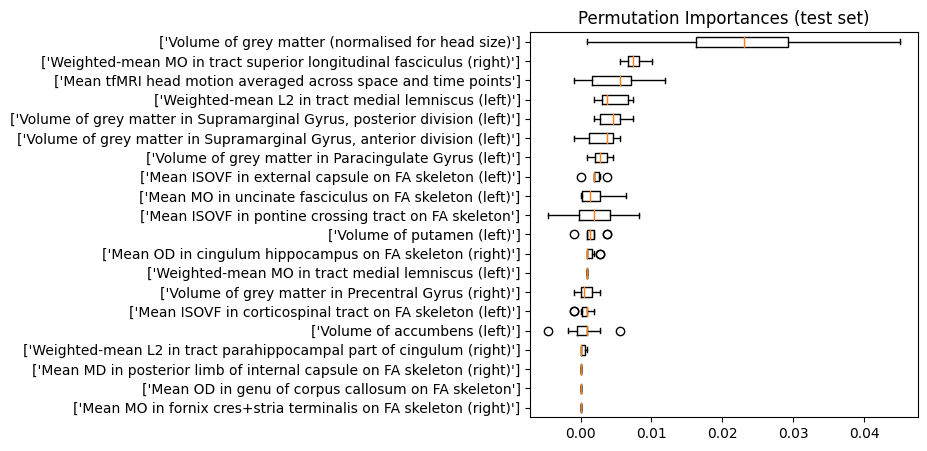 Permutation Importances (test set)
['Volume of grey matter (normalised for head size)']
['Weighted-mean MO in tract superior longitudinal fasciculus (right)']
['Mean tfMRI head motion averaged across space and time points']
['Weighted-mean L2 in tract medial lemniscus (left)']
['Volume of grey matter in Supramarginal Gyrus, posterior division (left)']
['Volume of grey matter in Supramarginal Gyrus, anterior division (left)']
['Volume of grey matter in Paracingulate Gyrus (left)']
['Mean ISOVF in external capsule on FA skeleton (left)']
['Mean MO in uncinate fasciculus on FA skeleton (left)']
['Mean ISOVF in pontine crossing tract on FA skeleton']
['Volume of putamen (left)']
['Mean OD in cingulum hippocampus on FA skeleton (right)']
['Weighted-mean MO in tract medial lemniscus (left)']
['Volume of grey matter in Precentral Gyrus (right)']
['Mean ISOVF in corticospinal tract on FA skeleton (left)']
['Volume of accumbens (left)']
['Weighted-mean L2 in tract parahippocampal part of cingulum (right)']
['Mean MD in posterior limb of internal capsule on FA skeleton (right)']
['Mean OD in genu of corpus callosum on FA skeleton']
['Mean MO in fornix cres+stria terminalis on FA skeleton (right)']
0.00 0.01 0.02 0.03 0.04